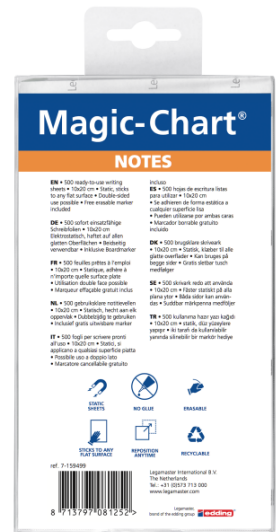 Magic-Chart®
NOTES
EN • 500 ready-to-use writing
sheets • 10x20 cm • Static, sticks
to any flat surface • Double-sided
use possible • Free erasable marker
included
DE • 500 sofort einsatzfähige
Schreibfolien • 10x20cm
Elektrostatisch, haftet auf allen
glatten Oberflächen • Beidseitig
verwendbar • Inklusive Boardmarker
FR • 500 feuilles prêtes à l'emploi
• 10x20 cm • Statique, adhère à
n'importe quelle surface plate
• Utilisation double face possible
• Marqueur effaçable gratuit inclus
NL • 500 gebruiksklare notitievellen
• 10x20 cm • Statisch, hecht aan elk
oppervlak • Dubbelzijdig te gebruiken
• Inclusief gratis uitwisbare marker
IT • 500 fogli per scrivere pronti
all'uso • 10x20 cm • Statici, si
applicano a qualsiasi superficie piatta
• Possibile uso a doppio lato
• Marcatore cancellabile gratuito
incluso
ES • 500 hojas de escritura listas
para utilizar • 10x20 cm
• Se adhieren de forma estática a
cualquier superficie lisa
• Pueden utilizarse por ambas caras
• Marcador borrable gratuito
incluido
DK • 500 brugklare skriveark
• 10x20 cm • Statisk, klæber til alle
glatte overflader • Kan bruges på
begge sider • Gratis sletbar tusch
medfølger
SE • 500 skrivark redo att använda
• 10x20 cm • Fäster statiskt på alla
plana ytor • Båda sidor kan använ-
das • Suddbar märkpenna medföljer
TR • 500 kullanıma hazır yazı kağıdı
• 10x20 cm • statik, düz yüzeylere
yapışır • iki tarafı da kullanılabilir
yanında silinebilir bir markör hediye
STATIC
SHEETS
NO GLUE
ERASABLE
STICKS TO ANY
FLAT SURFACE
REPOSITION
ANYTIME
RECYCLABLE
ref. 7-159499
8 713797 081252 >
Legamaster International B.V.
The Netherlands
Tel.: +31 (0)573 713 000
www.legamaster.com
Legamaster,
brand of the edding group
edding